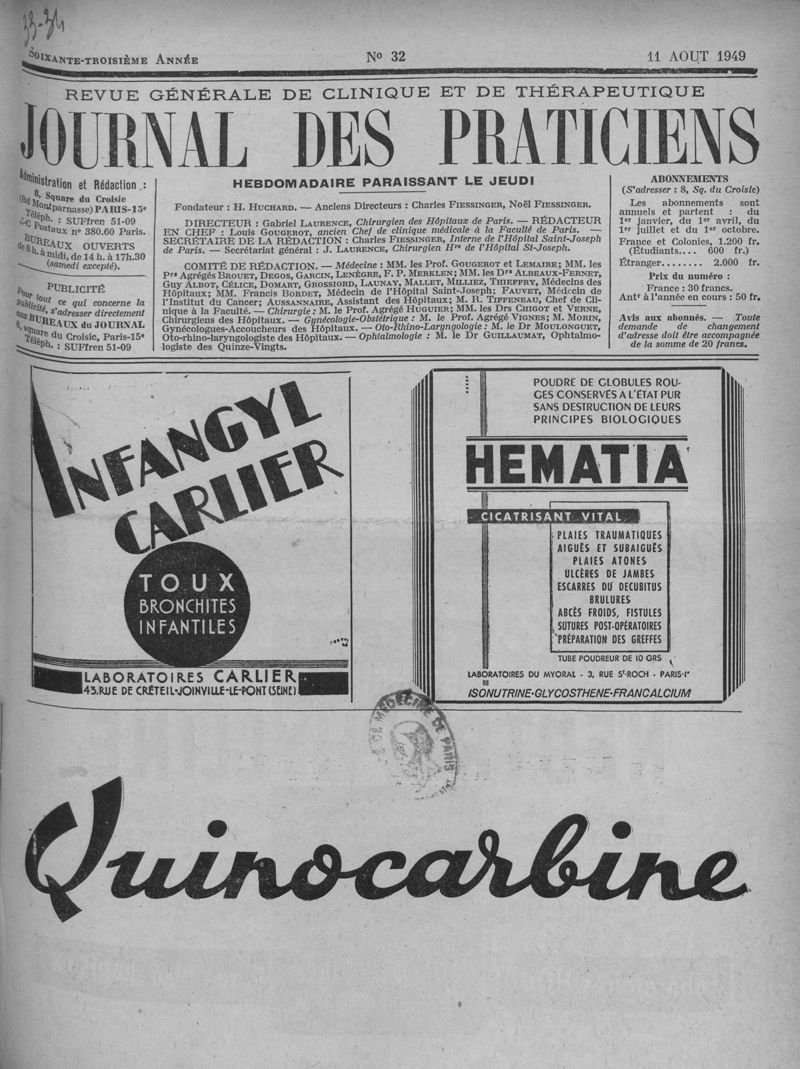 33-34
SOIXANTE-TROISIÈME ANNÉE
Nº 32
11 AOUT 1949
REVUE GÉNÉRALE DE CLINIQUE ET DE THÉRAPEUTIQUE
JOURNAL DES PRATICIENS
Administration et Rédaction :
8, Square du Croisic
(Bd Montparnasse) PARIS-15e
Téléph. : SUFfren 51-09
C-C Postaux nº 380.60 Paris.
BUREAUX OUVERTS
de 8 h. à midi, de 14 h. à 17h.30
(samedi excepté).
PUBLICITÉ
Pour tout ce qui concerne la
publicité, s'adresser directement
aux BUREAUX du JOURNAL
8, square du Croisic, Paris-15e
Téléph. : SUFfren 51-09
HEBDOMADAIRE PARAISSANT LE JEUDI
Fondateur : H. HUCHARD. — Anciens Directeurs : Charles FIESSINGER, Noël FIESSINGER.
DIRECTEUR : Gabriel LAURENCE, Chirurgien des Hôpitaux de Paris. — RÉDACTEUR
EN CHEF : Louis GOUGEROT, ancien Chef de clinique médicale à la Faculté de Paris. —
SECRÉTAIRE DE LA RÉDACTION : Charles FIESSINGER, Interne de l'Hôpital Saint-Joseph
de Paris. — Secrétariat général : J. LAURENCE, Chirurgien Hre de l'Hôpital St-Joseph.
COMITÉ DE RÉDACTION. — Médecine : MM. les Prof. GOUGEROT et LEMAIRE; MM. les
Prs Agrégés BROUET, DEGOS, GARCIN, LENÈGRE, F. P. MERKLEN; MM. les Drs ALBEAUX-FERNET,
Guy ALBOT, CÉLICE, DOMART, GROSSIORD, LAUNAY, MALLET, MILLIEZ, THIEFFRY, Médecins des
Hôpitaux; MM. Francis BORDET, Médecin de l'Hôpital Saint-Joseph; FAUVET, Médecin de
l'Institut du Cancer; AUSSANNAIRE, Assistant des Hôpitaux; M. R. TIFFENEAU, Chef de Cli-
nique à la Faculté. — Chirurgie : M. le Prof. Agrégé HUGUIER; MM. les Drs CHIGOT et VERNE,
Chirurgiens des Hôpitaux. — Gynécologie-Obstétrique : M. le Prof. Agrégé VIGNES; M. MORIN,
Gynécologues-Accoucheurs des Hôpitaux. — Oto-Rhino-Laryngologie : M. le Dr MOULONGUET,
Oto-rhino-laryngologiste des Hôpitaux. — Ophtalmologie : M. le Dr GUILLAUMAT, Ophtalmo-
logiste des Quinze-Vingts.
ABONNEMENTS
(S'adresser : 8, Sq. du Croisic)
Les abonnements sont
annuels et partent : du
1er janvier, du 1er avril, du
1er juillet et du 1er octobre.
France et Colonies, 1.200 fr.
(Étudiants.... 600 fr.)
Étranger........ 2.000 fr.
Prix du numéro :
France : 30 francs.
Antr à l'année en cours : 50 fr.
Avis aux abonnés. — Toute
demande de changement
d'adresse doit être accompagnée
de la somme de 20 francs.
INFANGYL
CARLIER
TOUX
BRONCHITES
INFANTILES
LABORATOIRES CARLIER
43.RUE DE CRÉTEIL-JOINVILLE-LE-PONT (SEINE)
POUDRE DE GLOBULES ROU-
GES CONSERVÉS A L'ÉTAT PUR
SANS DESTRUCTION DE LEURS
PRINCIPES BIOLOGIQUES
HEMATIA
CICATRISANT VITAL
PLAIES TRAUMATIQUES
AIGUËS ET SUBAIGUËS
PLAIES ATONES
ULCÈRES DE JAMBES
ESCARRES DU DECUBITUS
BRULURES
ABCÈS FROIDS, FISTULES
SUTURES POST-OPÉRATOIRES
PRÉPARATION DES GREFFES
TUBE POUDREUR DE 10 GRS
LABORATOIRES DU MYORAL - 3, RUE St-ROCH - PARIS-Ir
ISONUTRINE-GLYCOSTHENE-FRANCALCIUM
DE MÉDECINE DE PARIS
Quinocarbine